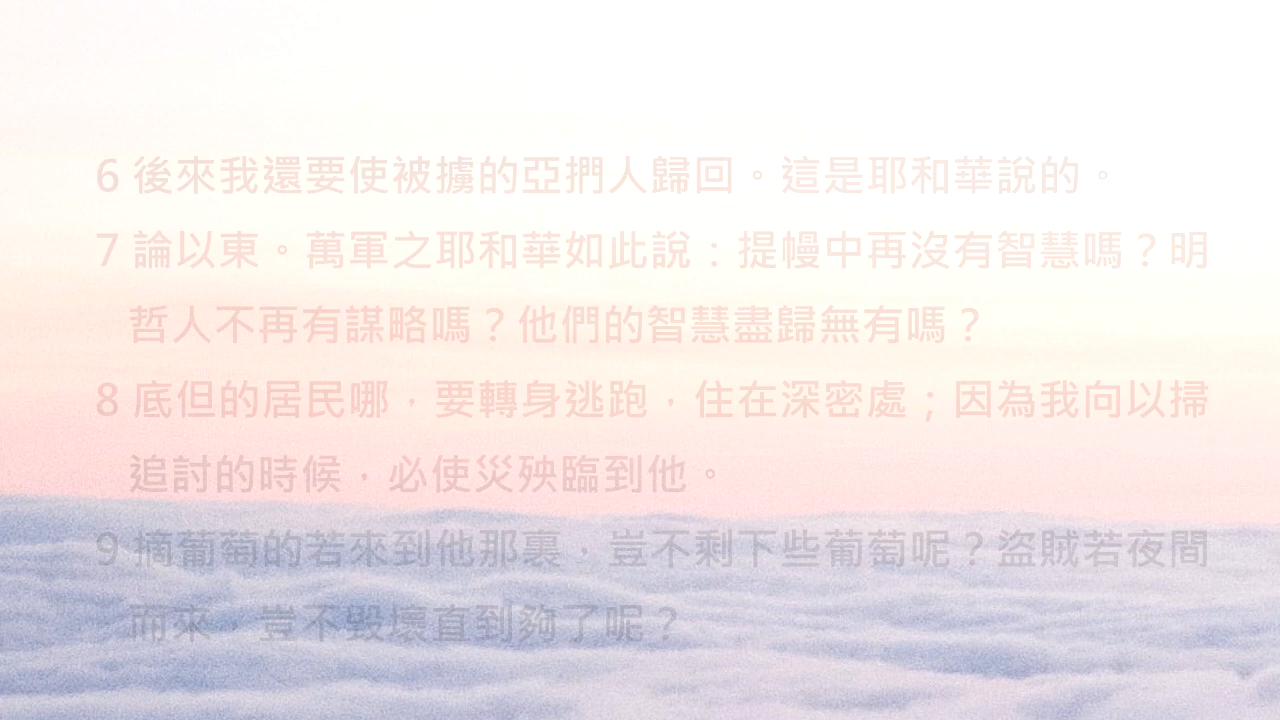 6 後來我還要使被擄的亞捫人歸回。這是耶和華說的。
7 論以東。萬軍之耶和華如此說：提幔中再沒有智慧嗎？明
哲人不再有謀略嗎？他們的智慧盡歸無有嗎？
8 底但的居民哪，要轉身逃跑，住在深密處；因為我向以掃
追討的時候，必使災殃臨到他。
9 摘葡萄的若來到他那裏，豈不剩下些葡萄呢？盜賊若夜間
而來，豈不毀壞直到夠了呢？